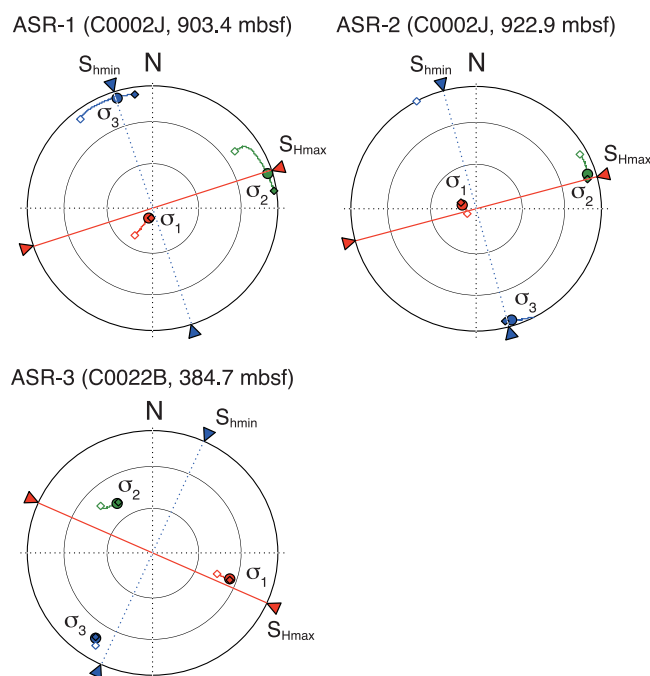 ASR-1 (C0002J, 903.4 mbsf)
N
Shmin
σ3
SHmax
σ2
σ1
ASR-2 (C0002J, 922.9 mbsf)
N
Shmin
σ1
SHmax
σ2
σ3
ASR-3 (C0022B, 384.7 mbsf)
N
Shmin
σ2
σ1
σ3
SHmax